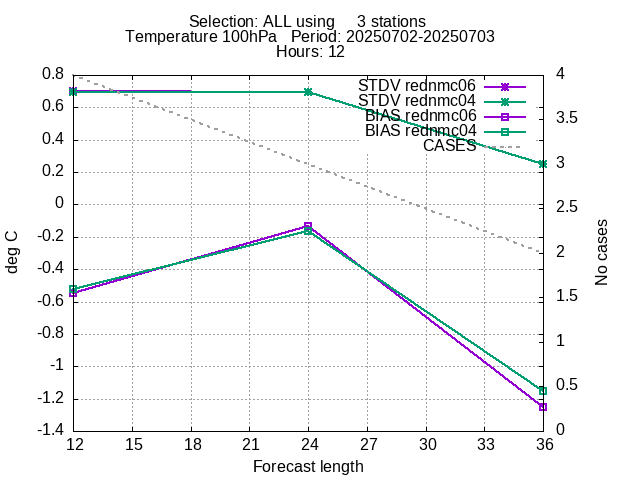 Selection: ALL using     3 stations
Temperature 100hPa   Period: 20250702-20250703
Hours: 12
STDV rednmc06
STDV rednmc04
BIAS rednmc06
BIAS rednmc04
CASES
0.8
0.6
0.4
0.2
0
-0.2
-0.4
-0.6
-0.8
-1
-1.2
-1.4
deg C
4
3.5
3
2.5
2
1.5
1
0.5
0
No cases
12 15 18 21 24 27 30 33 36
Forecast length